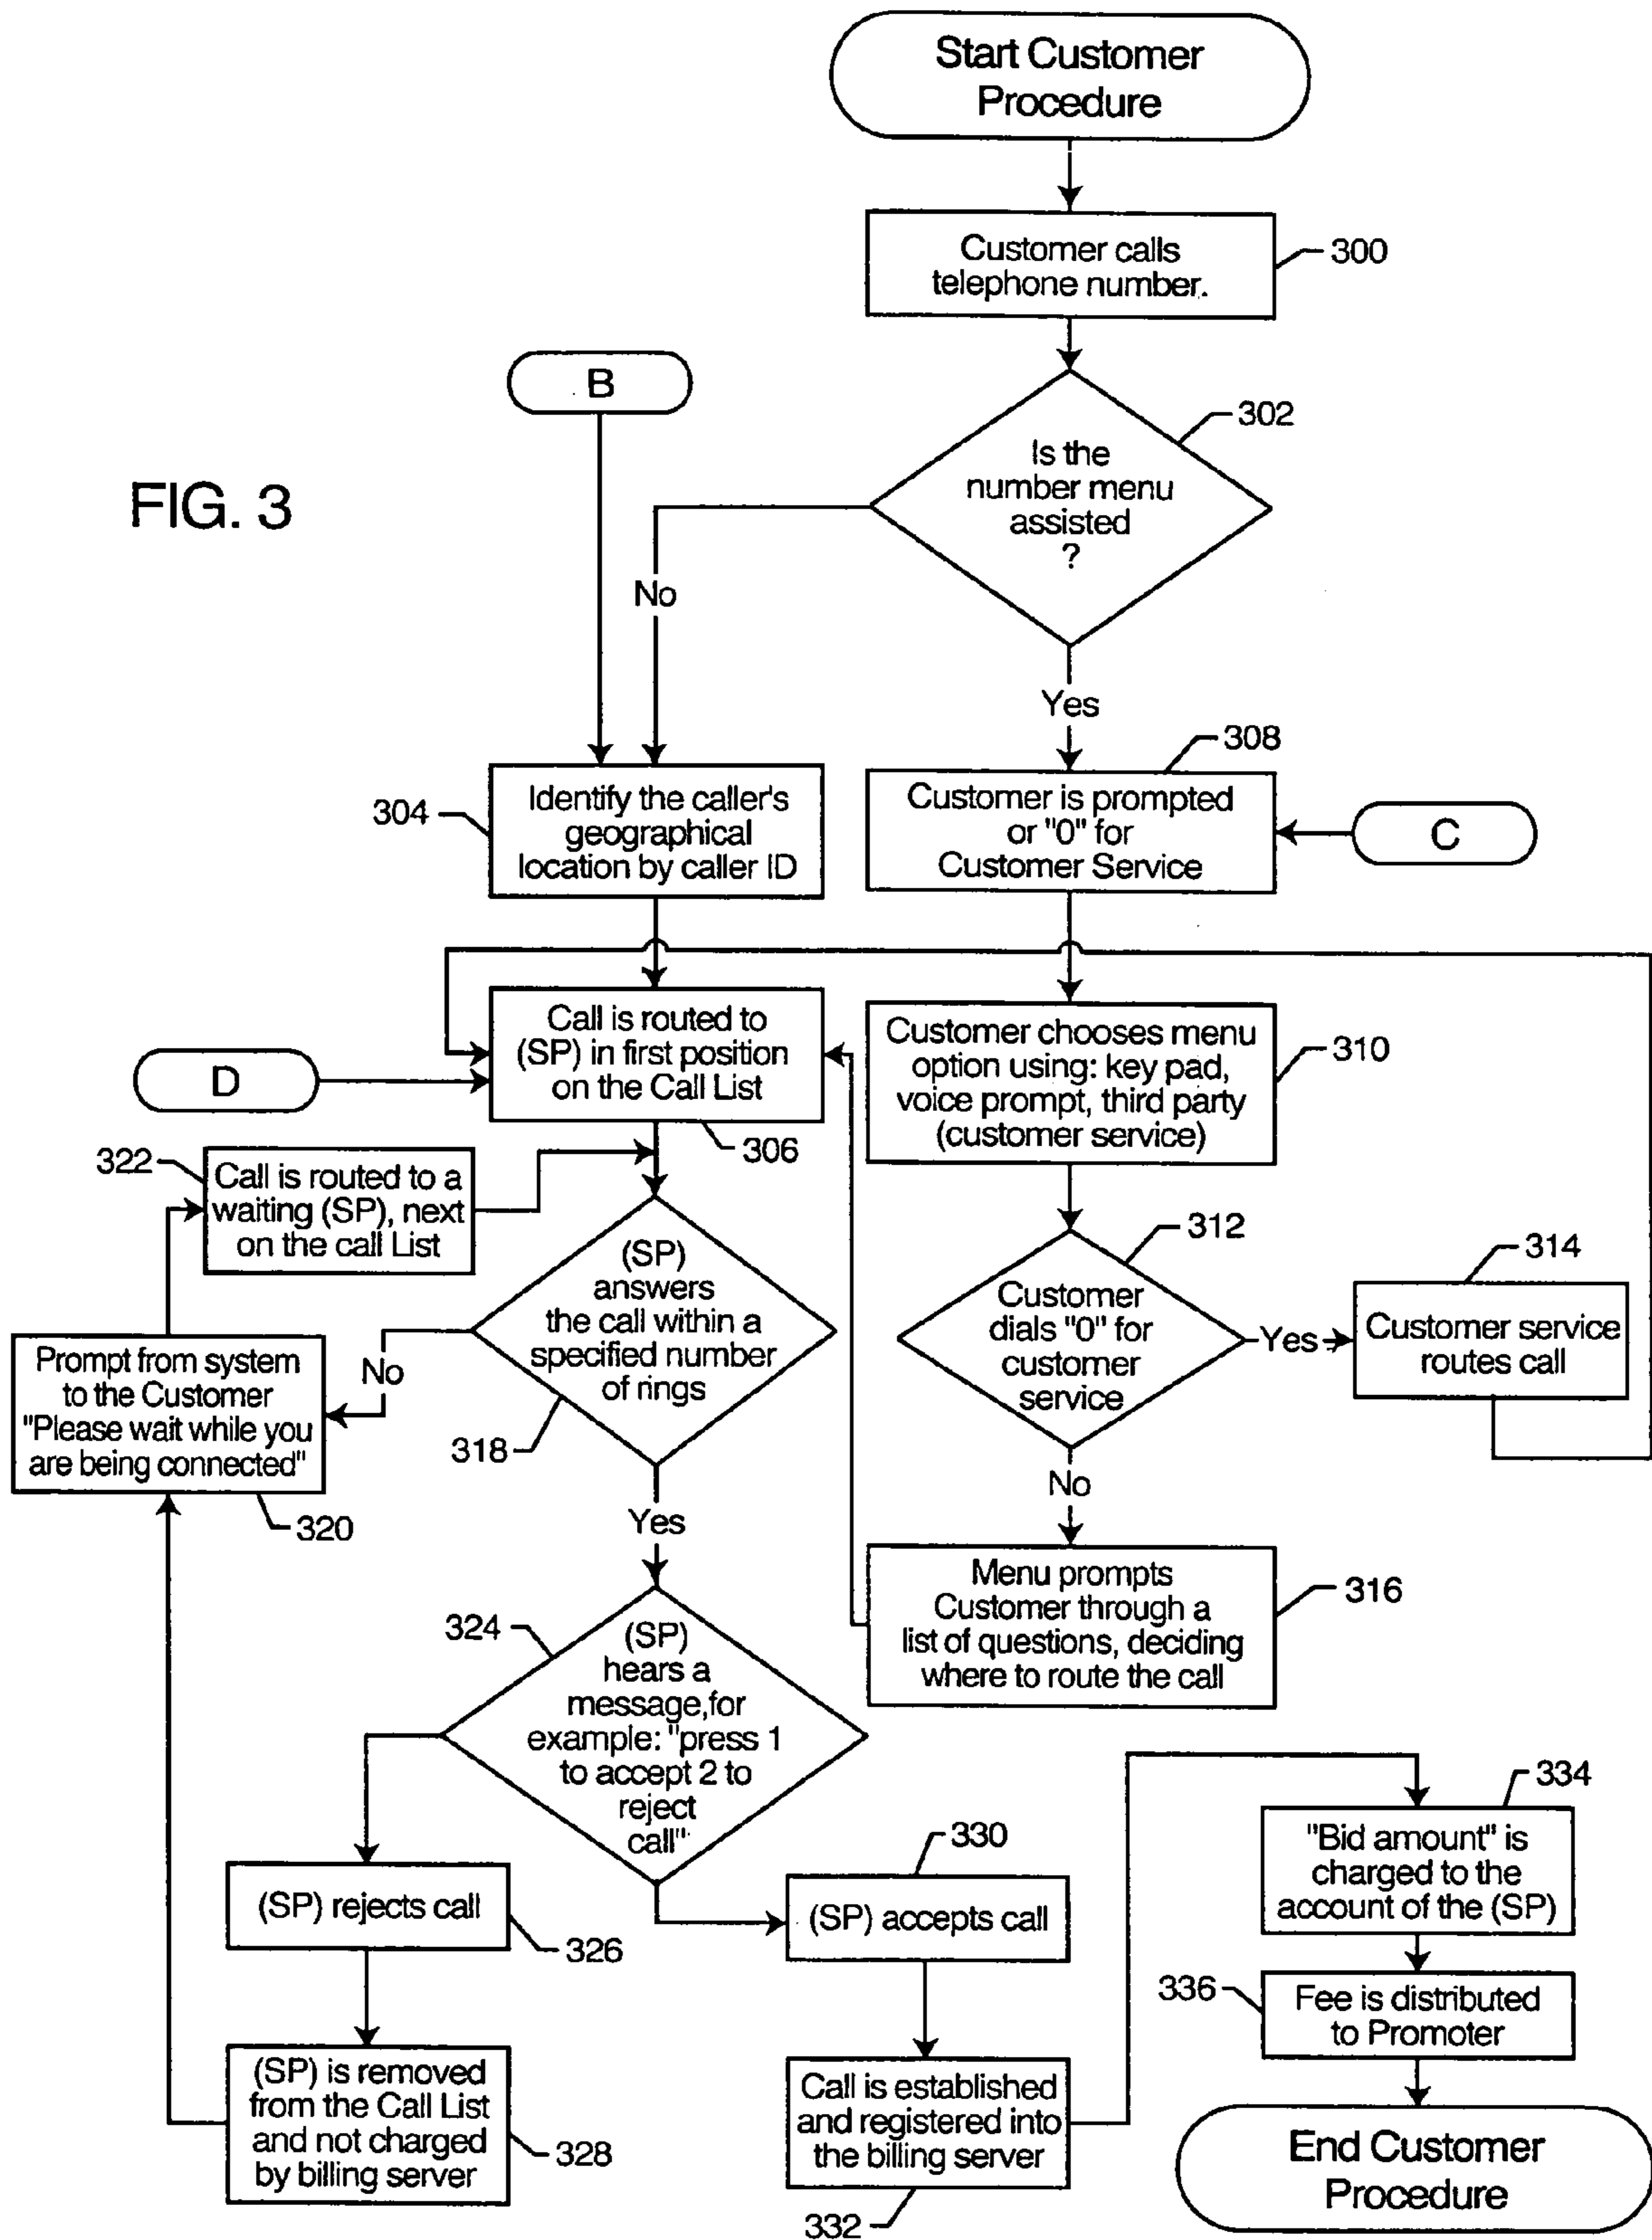 Start Customer
Procedure
Customer calls
telephone number.
300
B
302
Is the
number menu
assisted
?
FIG. 3
No
Yes
308
304
Identify the caller's
geographical
location by caller ID
Customer is prompted
or "0" for
Customer Service
C
Call is routed to
(SP) in first position
on the Call List
306
D
Customer chooses menu
option using: key pad,
voice prompt, third party
(customer service)
310
322
Call is routed to a
waiting (SP), next
on the call List
(SP)
answers
the call within a
specified number
of rings
318
312
Customer
dials "0" for
customer
service
Yes
314
Customer service
routes call
No
Prompt from system
to the Customer
"Please wait while you
are being connected"
320
Yes
No
Menu prompts
Customer through a
list of questions, deciding
where to route the call
316
324
(SP)
hears a
message,for
example: "press 1
to accept 2 to
reject
call"
334
"Bid amount" is
charged to the
account of the (SP)
330
(SP) rejects call
326
(SP) accepts call
336
Fee is distributed
to Promoter
(SP) is removed
from the Call List
and not charged
by billing server
328
Call is established
and registered into
the billing server
332
End Customer
Procedure